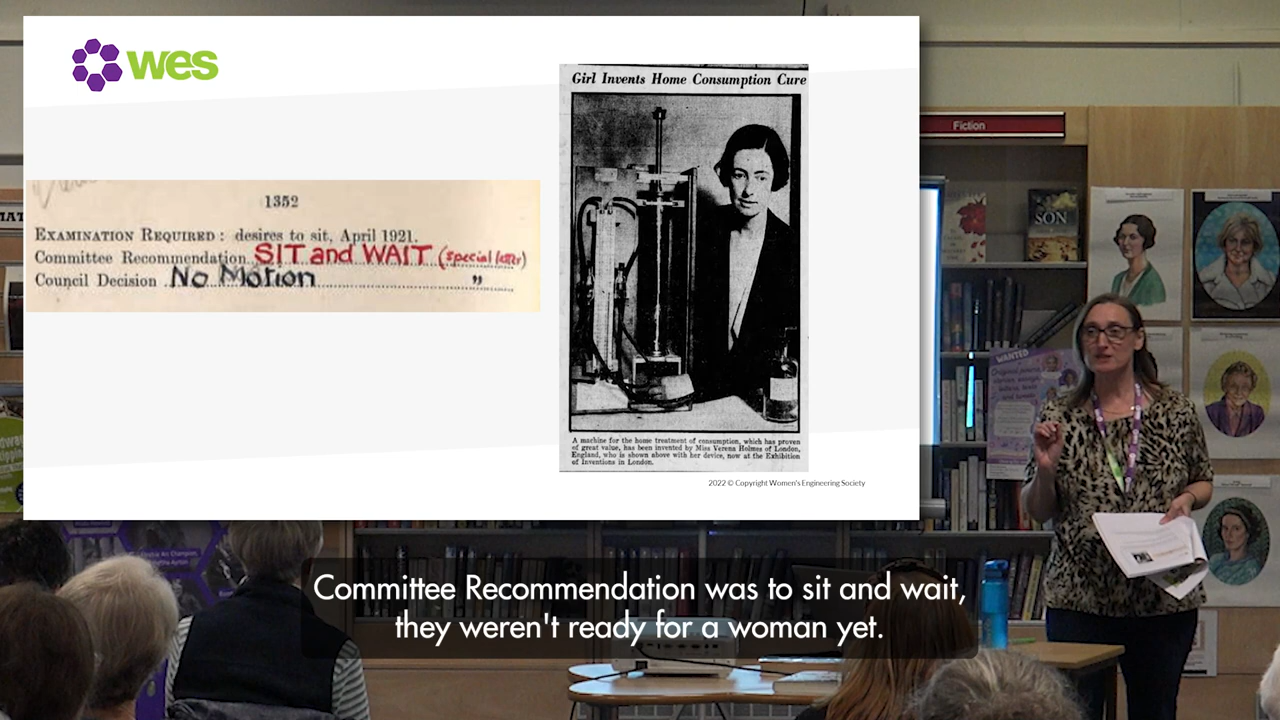 wes
Girl Invents Home Consumption Cure
1352
EXAMINATION REQUIRED : desires to sit, April 1921.
Committee Recommendation SIT and WAIT (special letter)
Council Decision No Motion "
A machine for the home treatment of consumption, which has proven
of great value, has been invented by Miss Verena Holmes of London,
England, who is shown above with her device, now at the Exhibition
of Inventions in London.
2022 © Copyright Women's Engineering Society
Fiction
SON
WANTED
Committee Recommendation was to sit and wait,
they weren't ready for a woman yet.